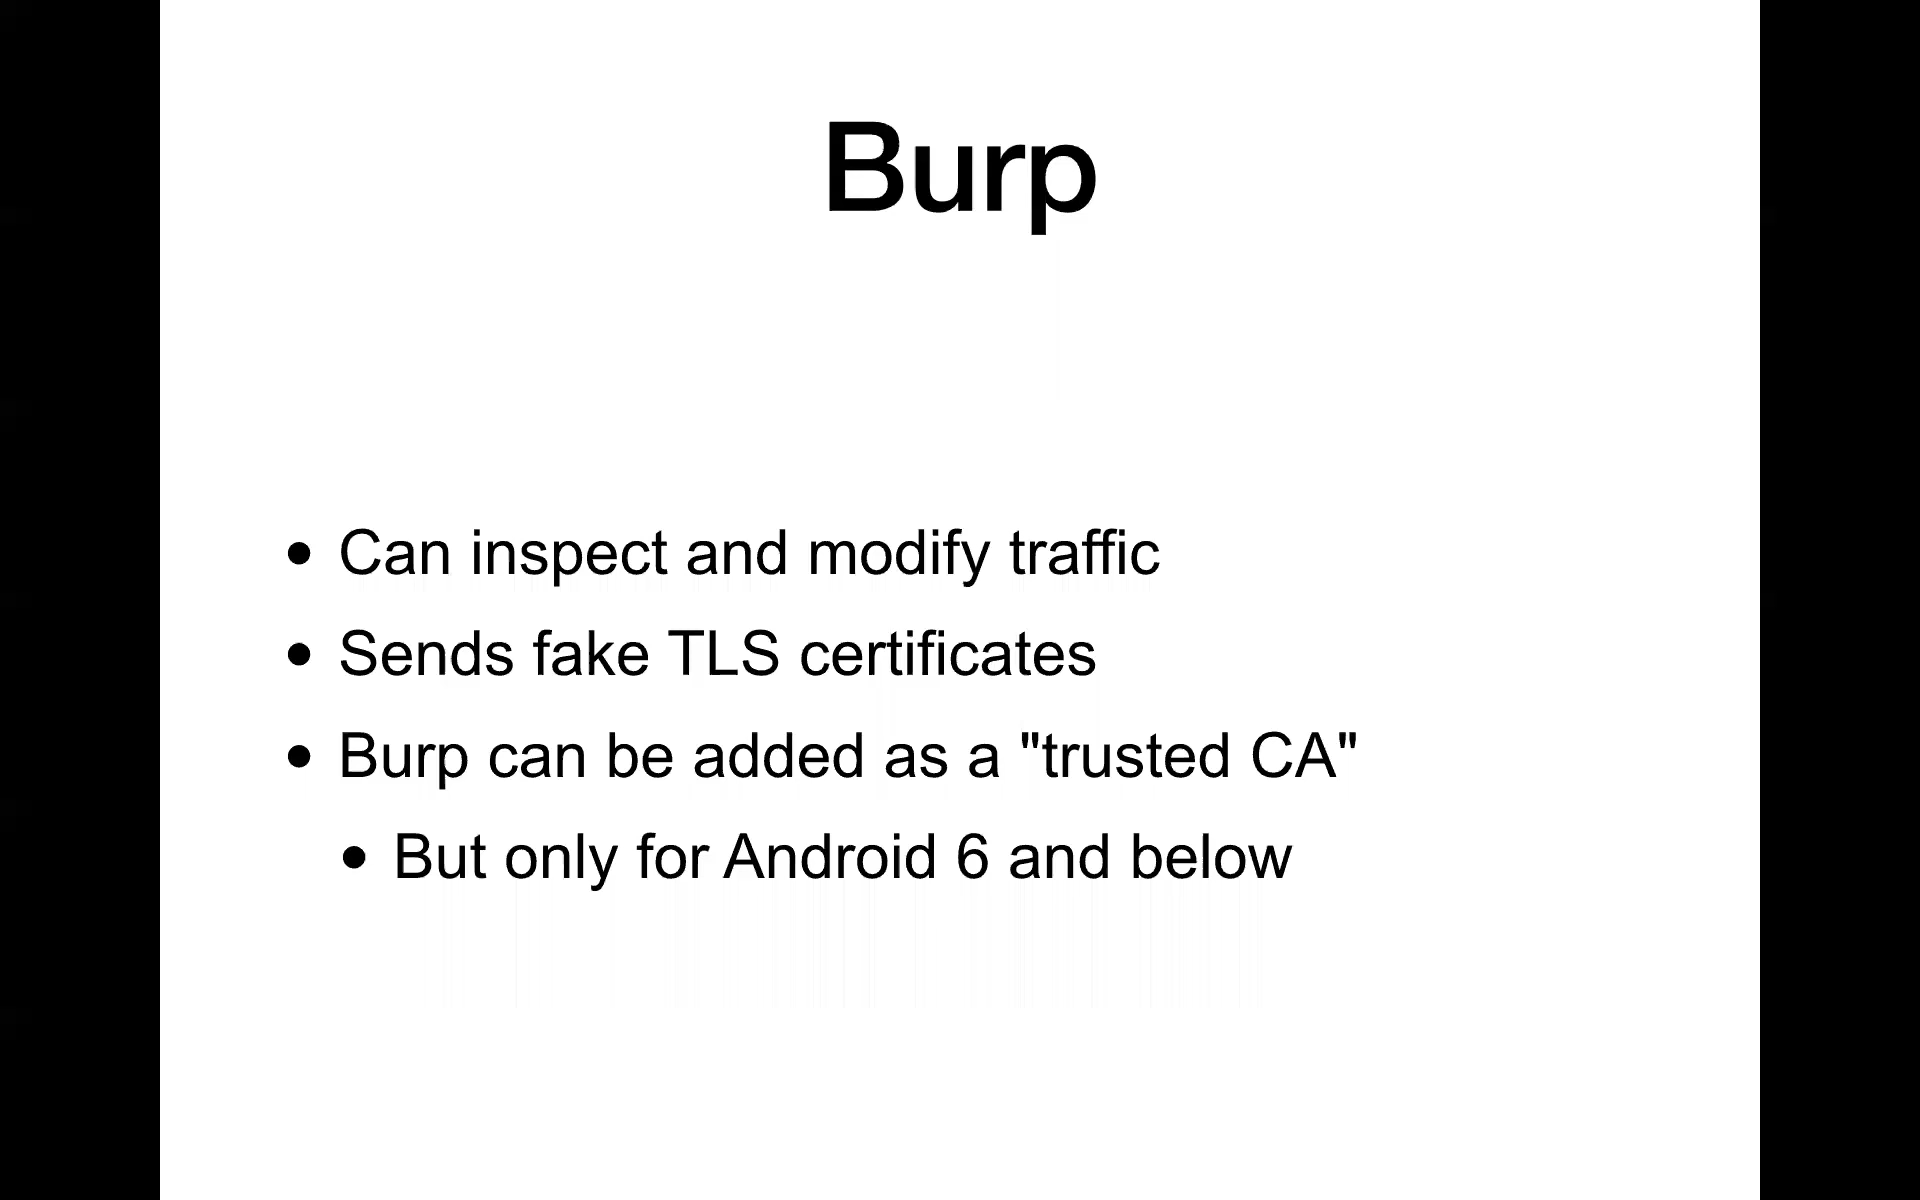 Burp
• Can inspect and modify traffic
• Sends fake TLS certificates
• Burp can be added as a "trusted CA"
• But only for Android 6 and below